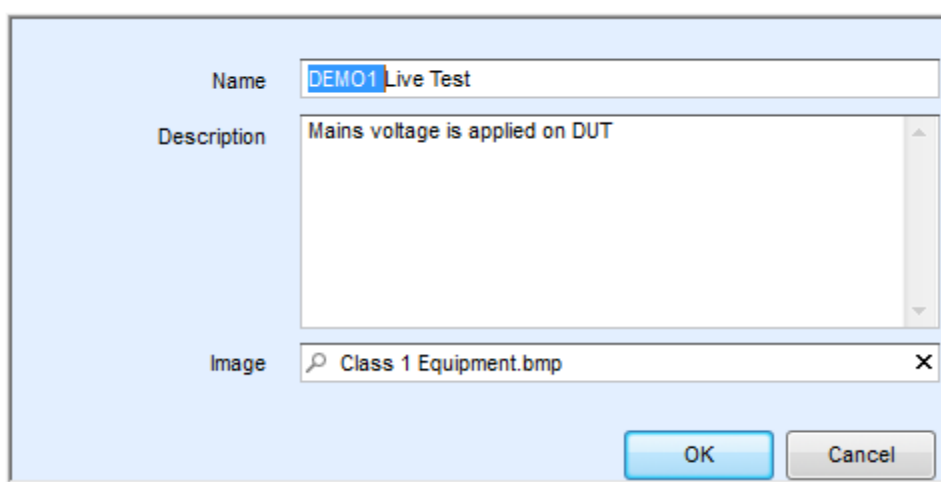 Name DEMO1 Live Test
Description Mains voltage is applied on DUT
Image Class 1 Equipment.bmp
OK Cancel